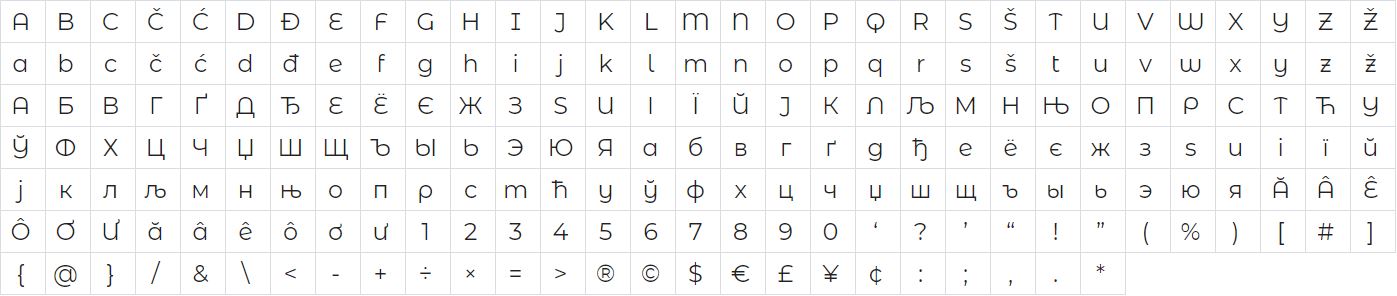 A B C Č Ć D Đ E F G H I J K L M N O P Q R S Š T U V W X Y Z Ž
a b c č ć d đ e f g h i j k l m n o p q r s š t u v w x y z ž
А Б В Г Ґ Д Ђ Е Ё Є Ж З Ѕ И І Ї Й Ј К Л Љ М Н Њ О П Р С Т Ћ У
Ў Ф Х Ц Ч Џ Ш Щ Ъ Ы Ь Э Ю Я а б в г ґ д ђ е ё є ж з ѕ и і ї й
ј к л љ м н њ о п р с т ћ у ў ф х ц ч џ ш щ ъ ы ь э ю я Ă Â Ê
Ô Ơ Ư ă â ê ô ơ ư 1 2 3 4 5 6 7 8 9 0 ‘ ? ’ “ ! ” ( % ) [ # ]
{ @ } / & \ < - + ÷ × = > ® © $ € £ ¥ ¢ : ; , . *